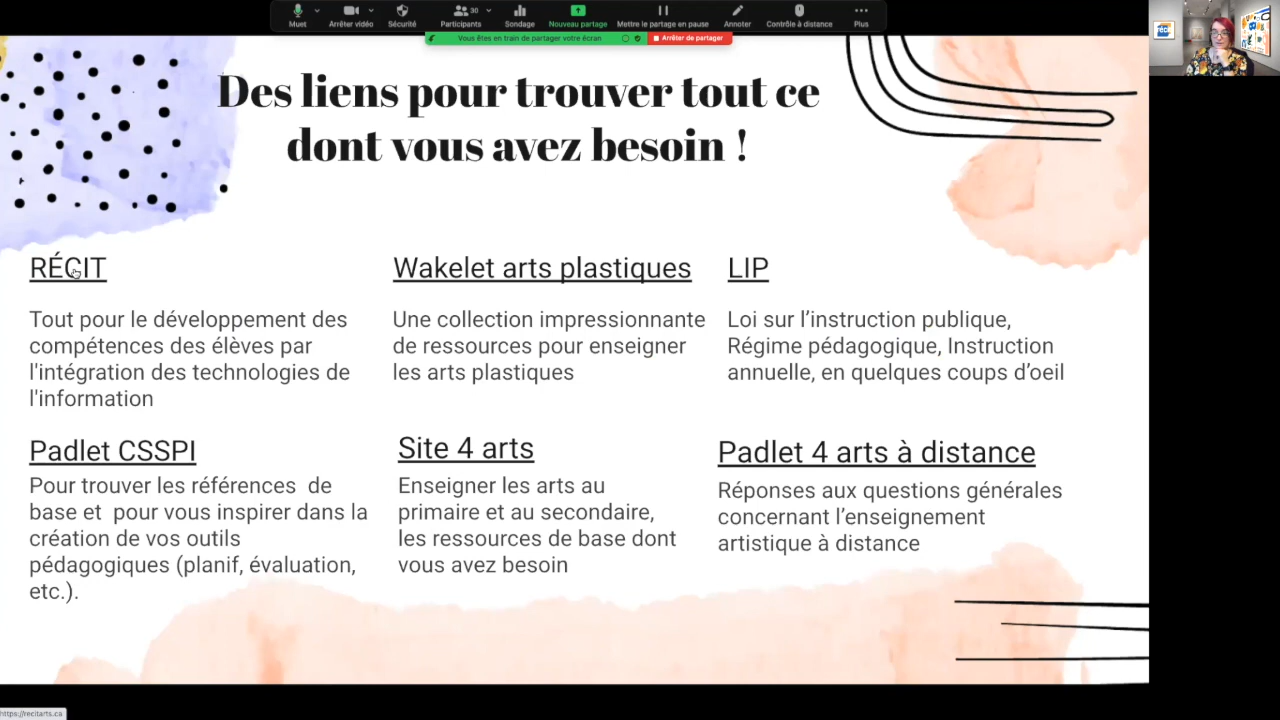 Muet
Arrêter vidéo
Sécurité
30
Participants
Sondage
Nouveau partage
Mettre le partage en pause
Annoter
Contrôle à distance
Plus
Vous êtes en train de partager votre écran
Arrêter de partager
Des liens pour trouver tout ce
dont vous avez besoin !
RÉCIT
Tout pour le développement des
compétences des élèves par
l'intégration des technologies de
l'information
Wakelet arts plastiques
Une collection impressionnante
de ressources pour enseigner
les arts plastiques
LIP
Loi sur l’instruction publique,
Régime pédagogique, Instruction
annuelle, en quelques coups d’oeil
Padlet CSSPI
Pour trouver les références de
base et pour vous inspirer dans la
création de vos outils
pédagogiques (planif, évaluation,
etc.).
Site 4 arts
Enseigner les arts au
primaire et au secondaire,
les ressources de base dont
vous avez besoin
Padlet 4 arts à distance
Réponses aux questions générales
concernant l’enseignement
artistique à distance
https://recitarts.ca